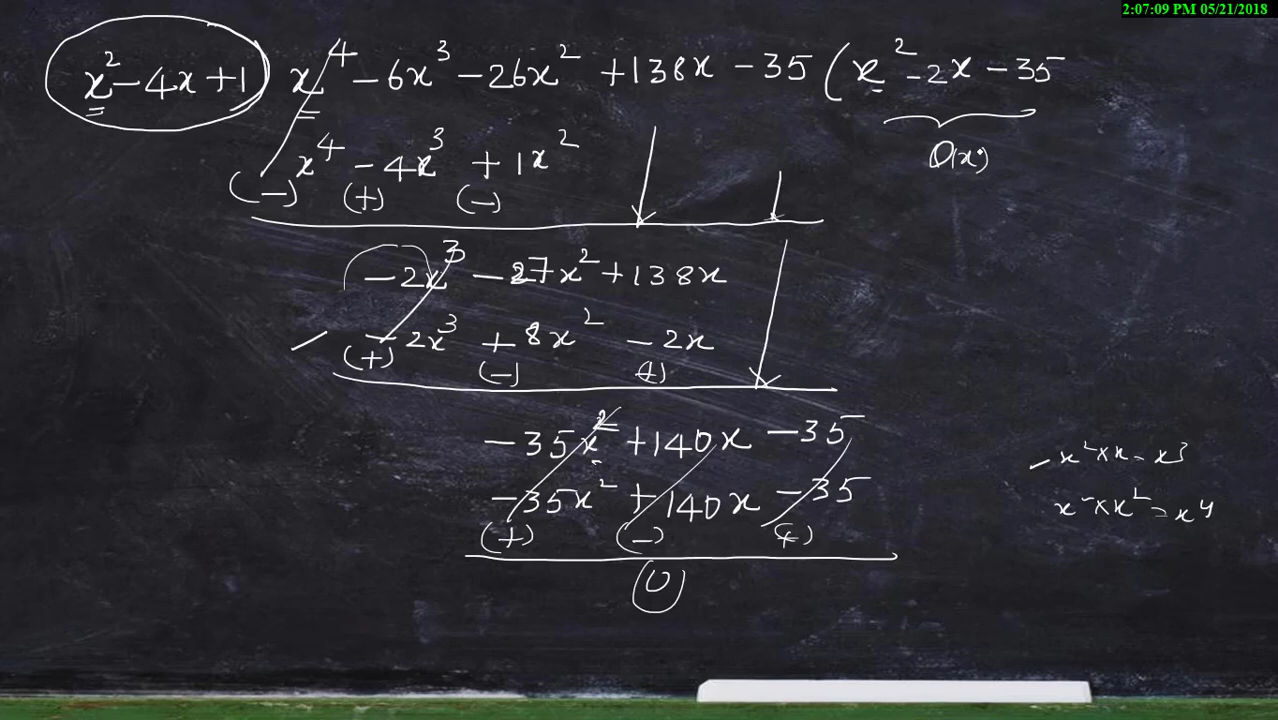 2:07:09 PM 05/21/2018
x² - 4x + 1) x⁴ - 6x³ - 26x² + 138x - 35 (x² - 2x - 35
x⁴ - 4x³ + 1x²
Q(x)
(-) (+) (-)
- 2x³ - 27x² + 138x
- 2x³ + 8x² - 2x
(+) (-) (+)
- 35x² + 140x - 35
x² × x = x³
- 35x² + 140x - 35
x² × x² = x⁴
(+) (-) (+)
0